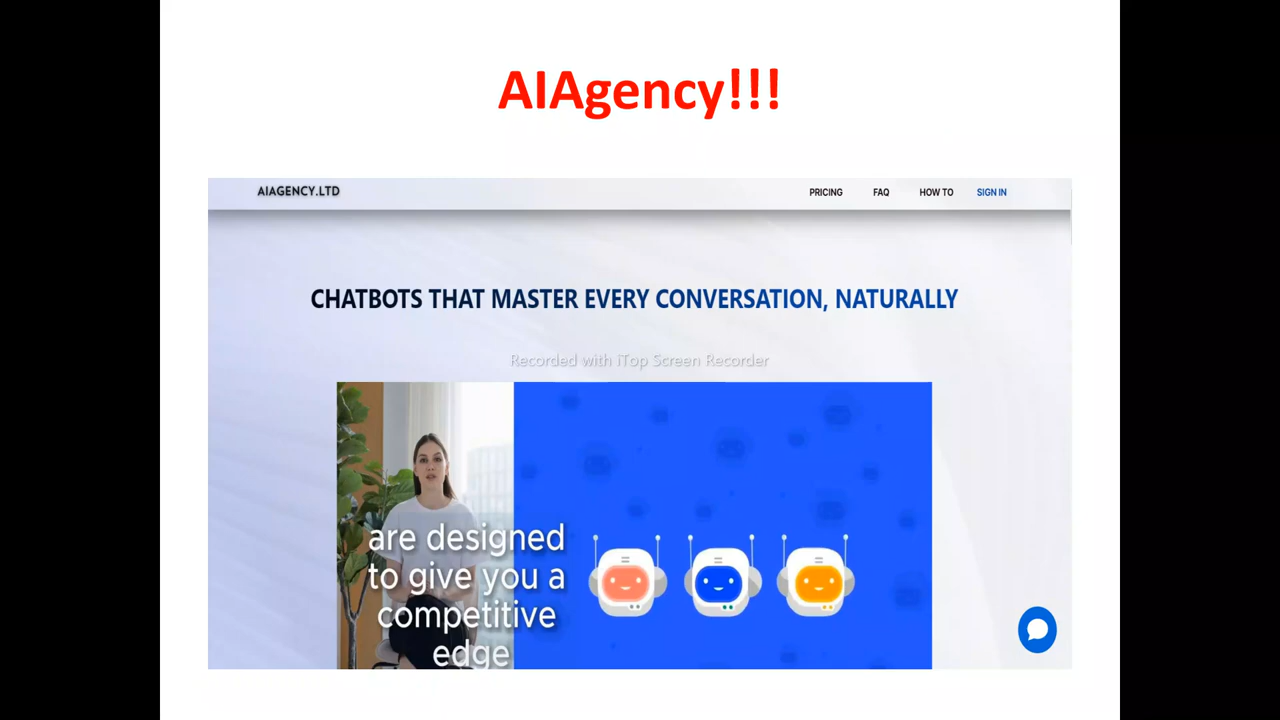 AIAgency!!!
AIAGENCY.LTD
PRICING FAQ HOW TO SIGN IN
CHATBOTS THAT MASTER EVERY CONVERSATION, NATURALLY
Recorded with iTop Screen Recorder
are designed
to give you a
competitive
edge